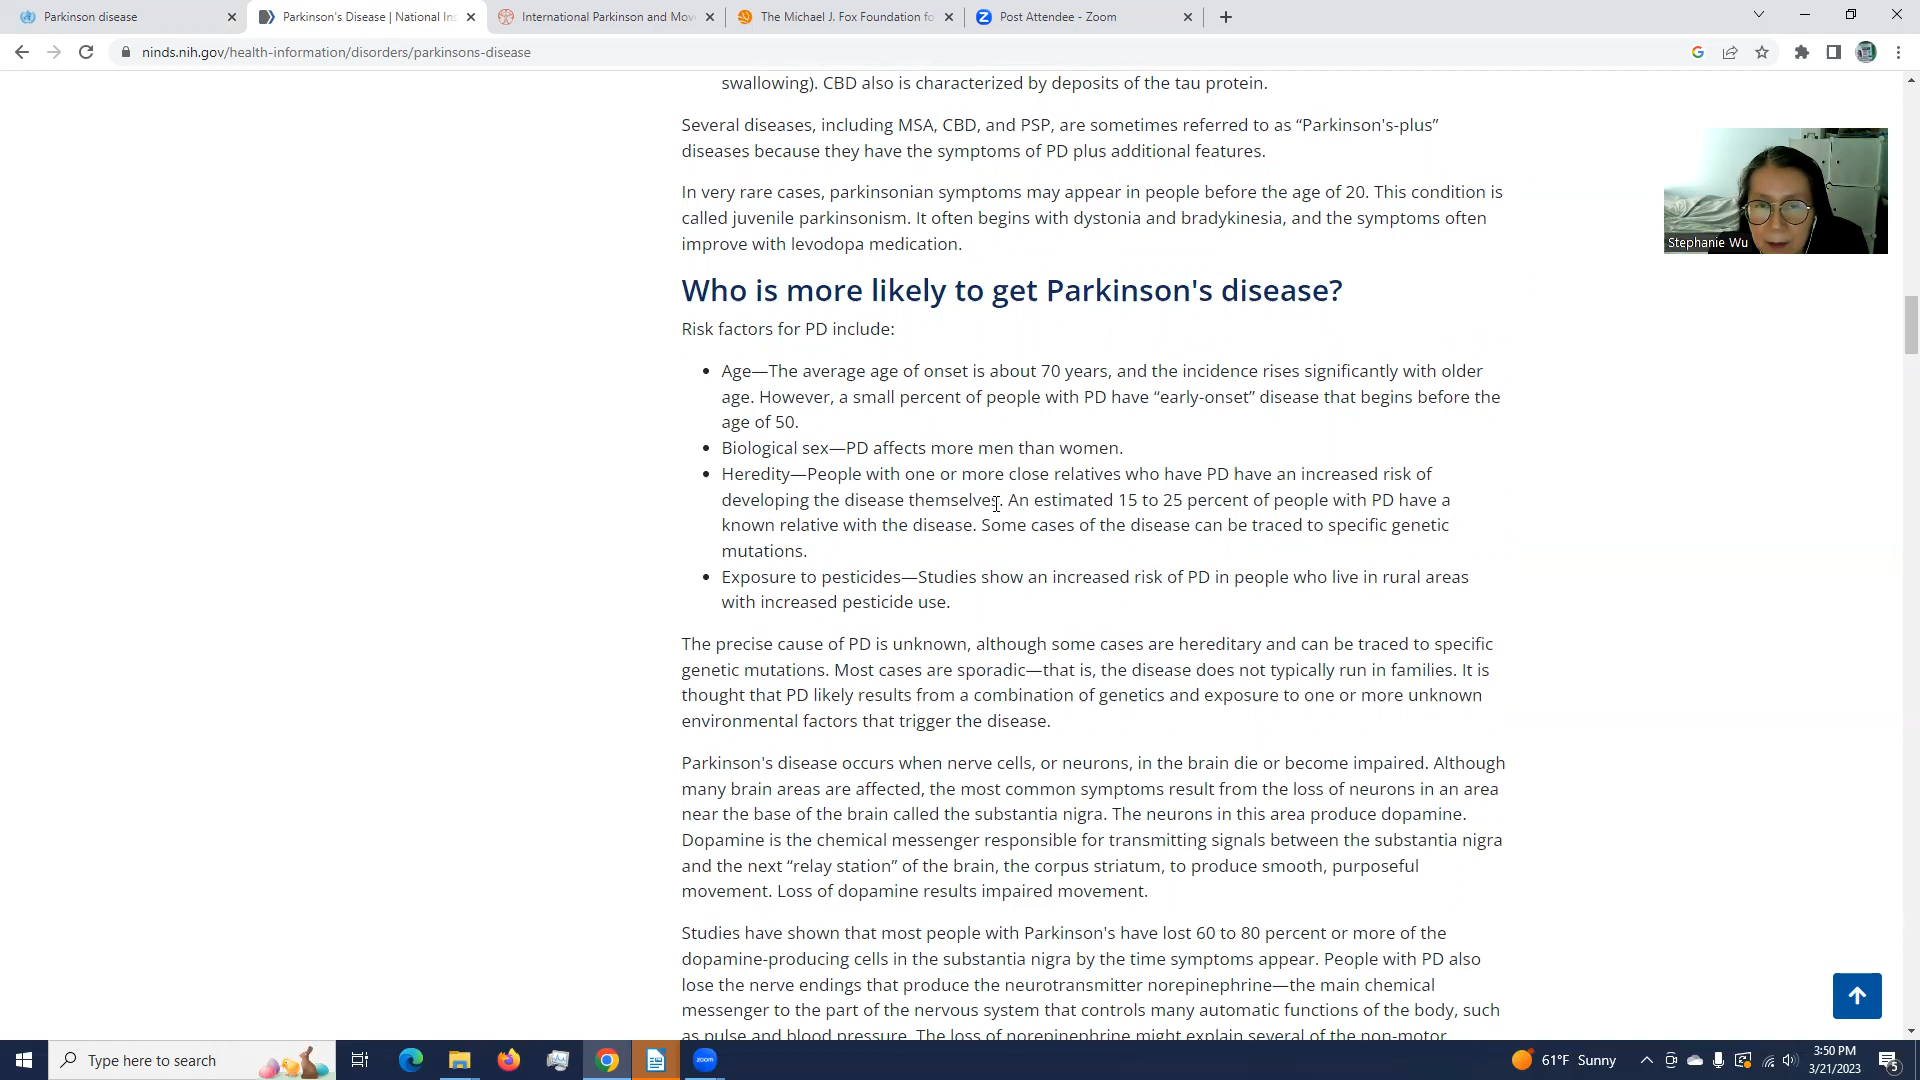 Parkinson disease
Parkinson's Disease | National Ins
International Parkinson and Mov
The Michael J. Fox Foundation fo
Post Attendee - Zoom
ninds.nih.gov/health-information/disorders/parkinsons-disease
swallowing). CBD also is characterized by deposits of the tau protein.
Several diseases, including MSA, CBD, and PSP, are sometimes referred to as “Parkinson's-plus”
diseases because they have the symptoms of PD plus additional features.
In very rare cases, parkinsonian symptoms may appear in people before the age of 20. This condition is
called juvenile parkinsonism. It often begins with dystonia and bradykinesia, and the symptoms often
improve with levodopa medication.
Stephanie Wu
Who is more likely to get Parkinson's disease?
Risk factors for PD include:
• Age—The average age of onset is about 70 years, and the incidence rises significantly with older
age. However, a small percent of people with PD have “early-onset” disease that begins before the
age of 50.
• Biological sex—PD affects more men than women.
• Heredity—People with one or more close relatives who have PD have an increased risk of
developing the disease themselves. An estimated 15 to 25 percent of people with PD have a
known relative with the disease. Some cases of the disease can be traced to specific genetic
mutations.
• Exposure to pesticides—Studies show an increased risk of PD in people who live in rural areas
with increased pesticide use.
The precise cause of PD is unknown, although some cases are hereditary and can be traced to specific
genetic mutations. Most cases are sporadic—that is, the disease does not typically run in families. It is
thought that PD likely results from a combination of genetics and exposure to one or more unknown
environmental factors that trigger the disease.
Parkinson's disease occurs when nerve cells, or neurons, in the brain die or become impaired. Although
many brain areas are affected, the most common symptoms result from the loss of neurons in an area
near the base of the brain called the substantia nigra. The neurons in this area produce dopamine.
Dopamine is the chemical messenger responsible for transmitting signals between the substantia nigra
and the next “relay station” of the brain, the corpus striatum, to produce smooth, purposeful
movement. Loss of dopamine results impaired movement.
Studies have shown that most people with Parkinson's have lost 60 to 80 percent or more of the
dopamine-producing cells in the substantia nigra by the time symptoms appear. People with PD also
lose the nerve endings that produce the neurotransmitter norepinephrine—the main chemical
messenger to the part of the nervous system that controls many automatic functions of the body, such
as pulse and blood pressure. The loss of norepinephrine might explain several of the non-motor
Type here to search
zoom
61°F Sunny
3:50 PM
3/21/2023
5